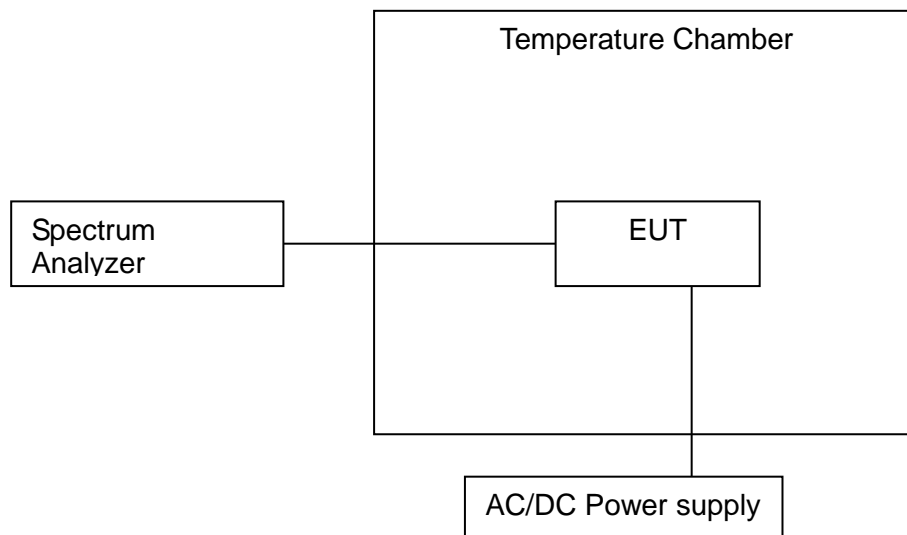 Temperature Chamber
Spectrum
Analyzer
EUT
AC/DC Power supply